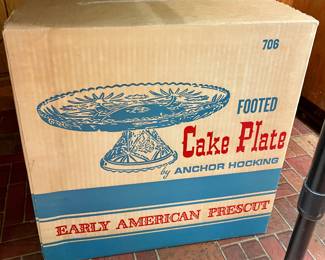 706
FOOTED
Cake Plate
by ANCHOR HOCKING
EARLY AMERICAN PRESCUT